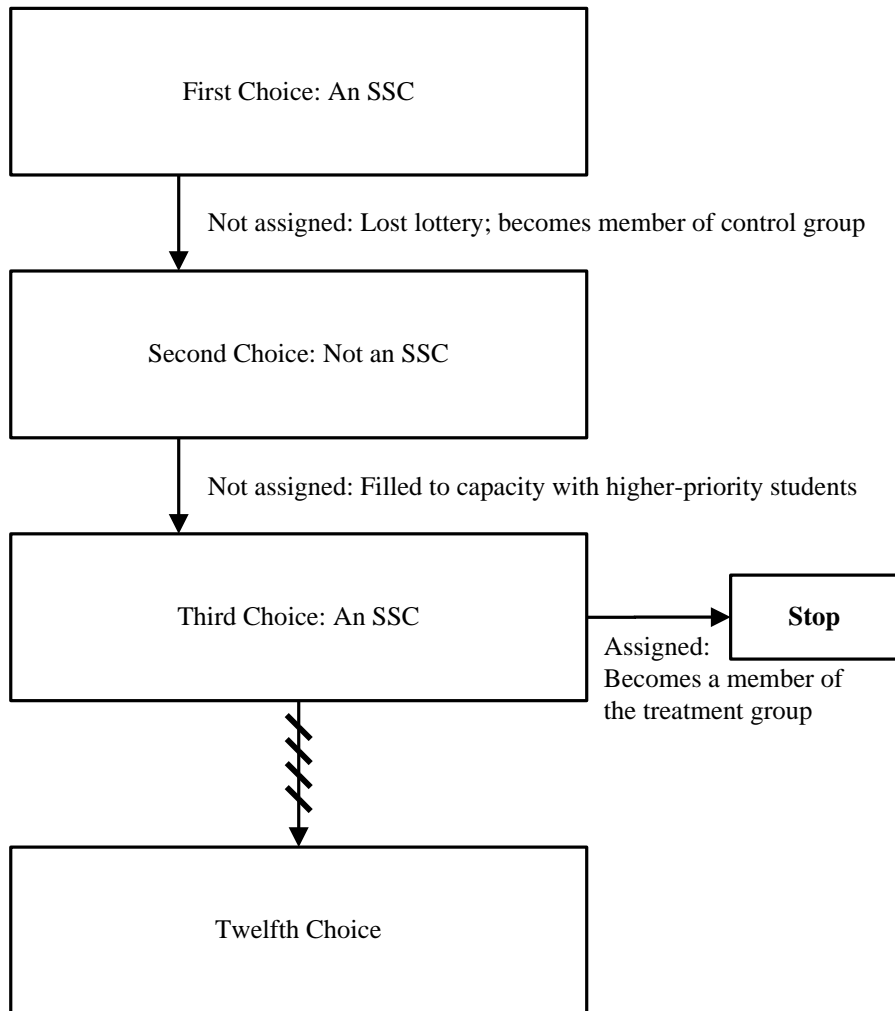 First Choice: An SSC
Not assigned: Lost lottery; becomes member of control group
Second Choice: Not an SSC
Not assigned: Filled to capacity with higher-priority students
Third Choice: An SSC
Stop
Assigned:
Becomes a member of
the treatment group
Twelfth Choice